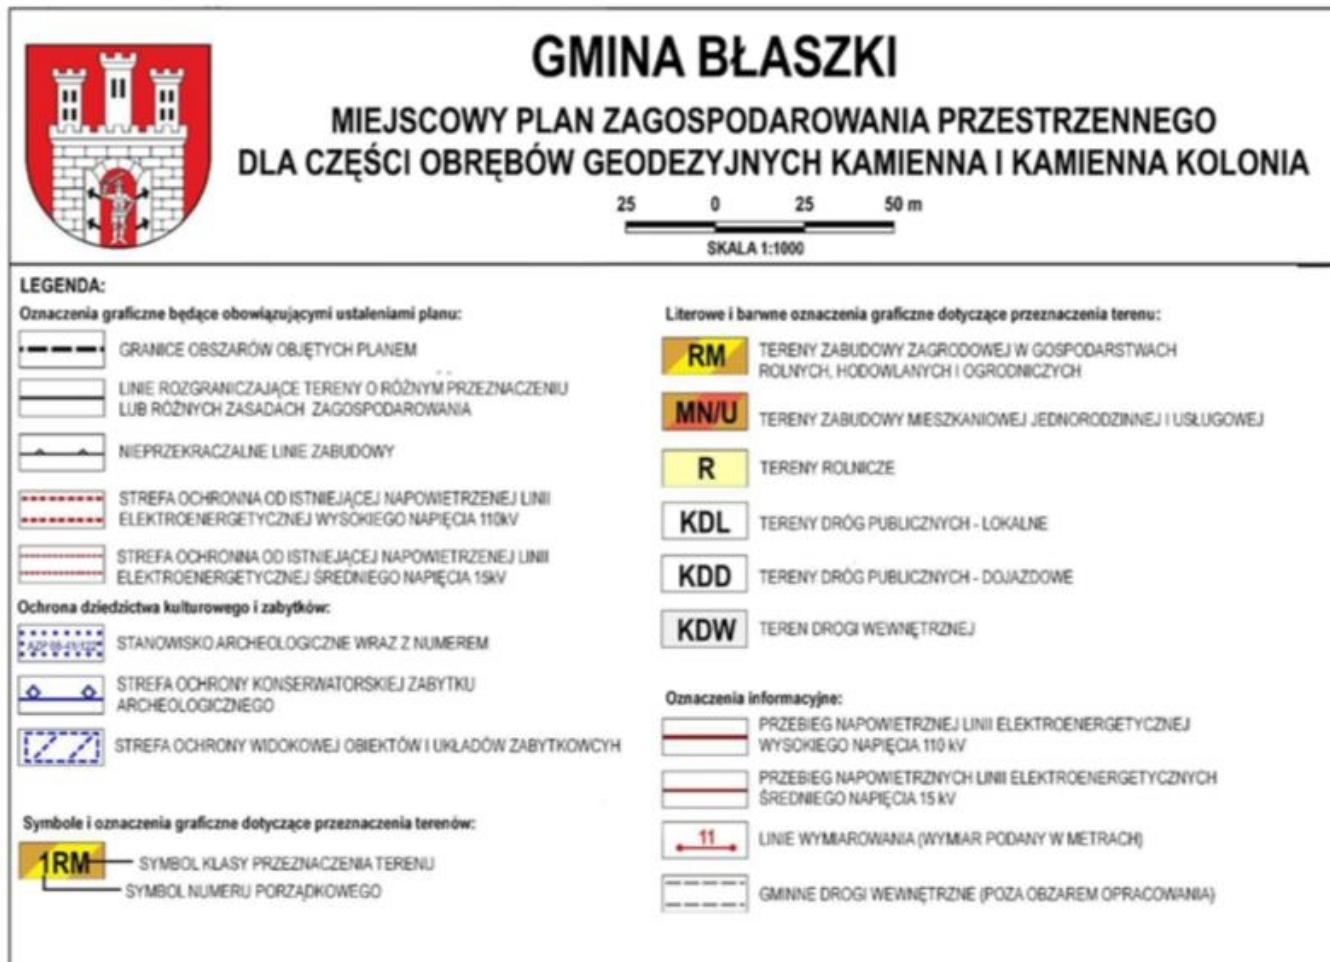 GMINA BŁASZKI
MIEJSCOWY PLAN ZAGOSPODAROWANIA PRZESTRZENNEGO
DLA CZĘŚCI OBRĘBÓW GEODEZYJNYCH KAMIENNA I KAMIENNA KOLONIA
25 0 25 50 m
SKALA 1:1000
LEGENDA:
Oznaczenia graficzne będące obowiązującymi ustaleniami planu:
GRANICE OBSZARÓW OBJĘTYCH PLANEM
LINIE ROZGRANICZAJĄCE TERENY O RÓŻNYM PRZEZNACZENIU
LUB RÓŻNYCH ZASADACH ZAGOSPODAROWANIA
NIEPRZEKRACZALNE LINIE ZABUDOWY
STREFA OCHRONNA OD ISTNIEJĄCEJ NAPOWIETRZENEJ LINII
ELEKTROENERGETYCZNEJ WYSOKIEGO NAPIĘCIA 110kV
STREFA OCHRONNA OD ISTNIEJĄCEJ NAPOWIETRZENEJ LINII
ELEKTROENERGETYCZNEJ ŚREDNIEGO NAPIĘCIA 15kV
Ochrona dziedzictwa kulturowego i zabytków:
STANOWISKO ARCHEOLOGICZNE WRAZ Z NUMEREM
STREFA OCHRONY KONSERWATORSKIEJ ZABYTKU
ARCHEOLOGICZNEGO
STREFA OCHRONY WIDOKOWEJ OBIEKTÓW I UKŁADÓW ZABYTKOWCYH
Symbole i oznaczenia graficzne dotyczące przeznaczenia terenów:
1RM SYMBOL KLASY PRZEZNACZENIA TERENU
SYMBOL NUMERU PORZĄDKOWEGO
Literowe i barwne oznaczenia graficzne dotyczące przeznaczenia terenu:
RM TERENY ZABUDOWY ZAGRODOWEJ W GOSPODARSTWACH
ROLNYCH, HODOWLANYCH I OGRODNICZYCH
MN/U TERENY ZABUDOWY MIESZKANIOWEJ JEDNORODZINNEJ I USŁUGOWEJ
R TERENY ROLNICZE
KDL TERENY DRÓG PUBLICZNYCH - LOKALNE
KDD TERENY DRÓG PUBLICZNYCH - DOJAZDOWE
KDW TEREN DROGI WEWNĘTRZNEJ
Oznaczenia informacyjne:
PRZEBIEG NAPOWIETRZNEJ LINII ELEKTROENERGETYCZNEJ
WYSOKIEGO NAPIĘCIA 110 kV
PRZEBIEG NAPOWIETRZNYCH LINII ELEKTROENERGETYCZNYCH
ŚREDNIEGO NAPIĘCIA 15 kV
11 LINIE WYMIAROWANIA (WYMIAR PODANY W METRACH)
GMINNE DROGI WEWNĘTRZNE (POZA OBZAREM OPRACOWANIA)